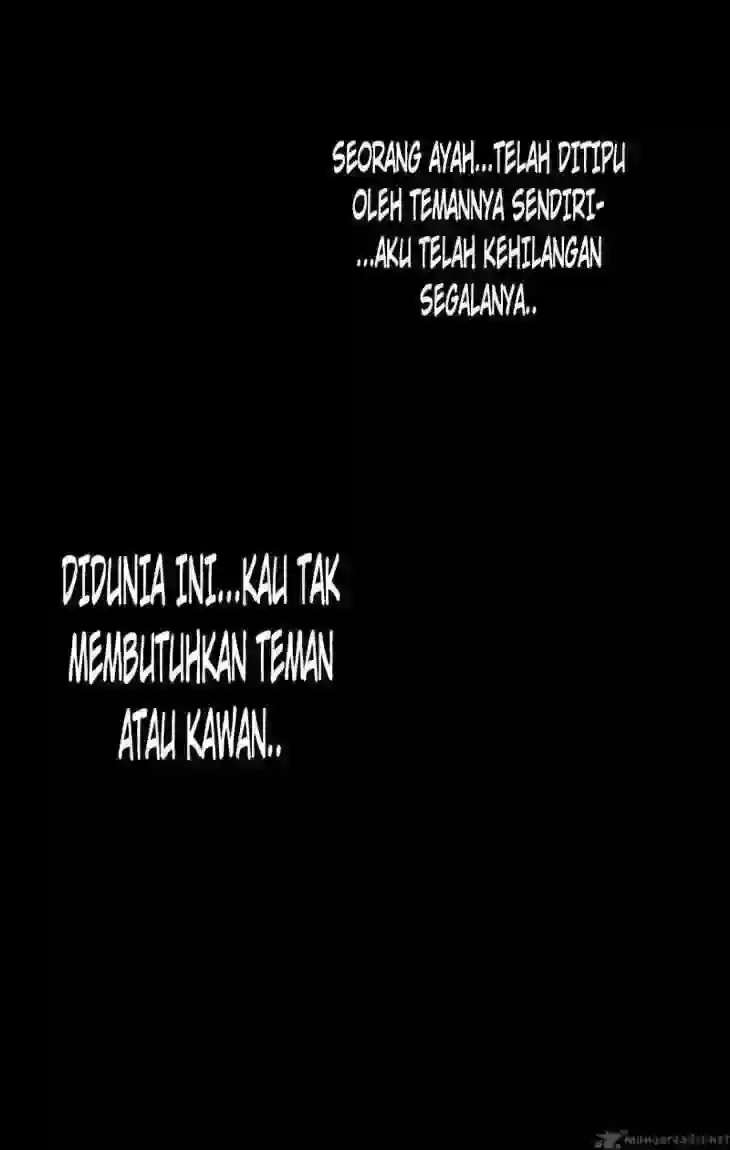 SEORANG AYAH...TELAH DITIPU
OLEH TEMANNYA SENDIRI-
...AKU TELAH KEHILANGAN
SEGALANYA..
DIDUNIA INI...KAU TAK
MEMBUTUHKAN TEMAN
ATAU KAWAN..